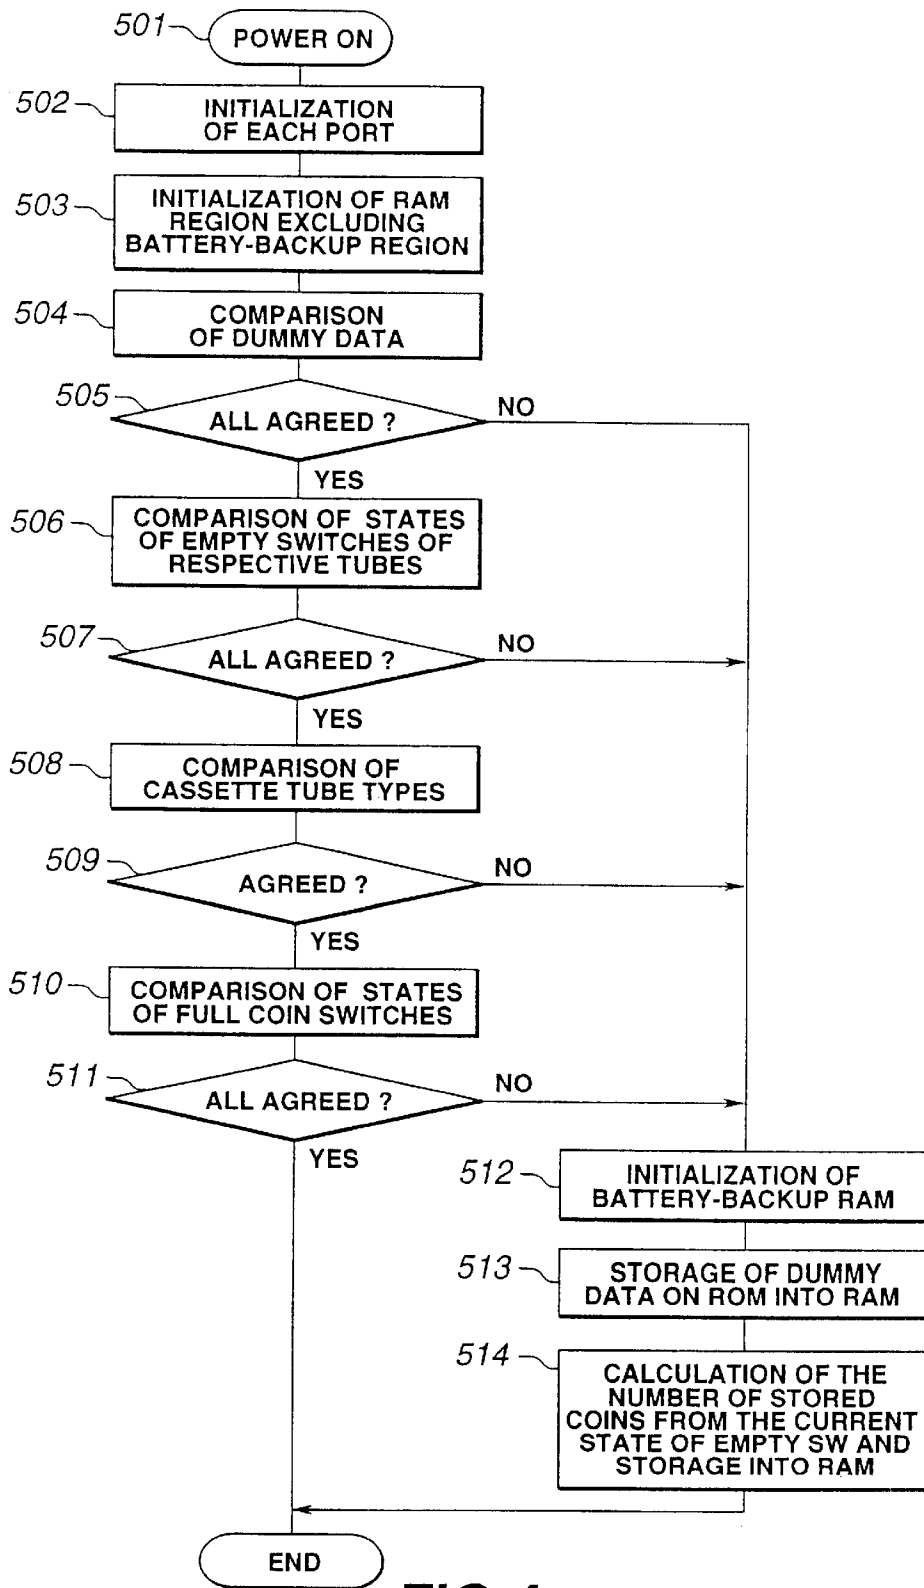 501
POWER ON
502
INITIALIZATION
OF EACH PORT
503
INITIALIZATION OF RAM
REGION EXCLUDING
BATTERY-BACKUP REGION
504
COMPARISON
OF DUMMY DATA
505
ALL AGREED ?
NO
YES
506
COMPARISON OF STATES
OF EMPTY SWITCHES OF
RESPECTIVE TUBES
507
ALL AGREED ?
NO
YES
508
COMPARISON OF
CASSETTE TUBE TYPES
509
AGREED ?
NO
YES
510
COMPARISON OF STATES
OF FULL COIN SWITCHES
511
ALL AGREED ?
NO
YES
512
INITIALIZATION OF
BATTERY-BACKUP RAM
513
STORAGE OF DUMMY
DATA ON ROM INTO RAM
514
CALCULATION OF THE
NUMBER OF STORED
COINS FROM THE CURRENT
STATE OF EMPTY SW AND
STORAGE INTO RAM
END